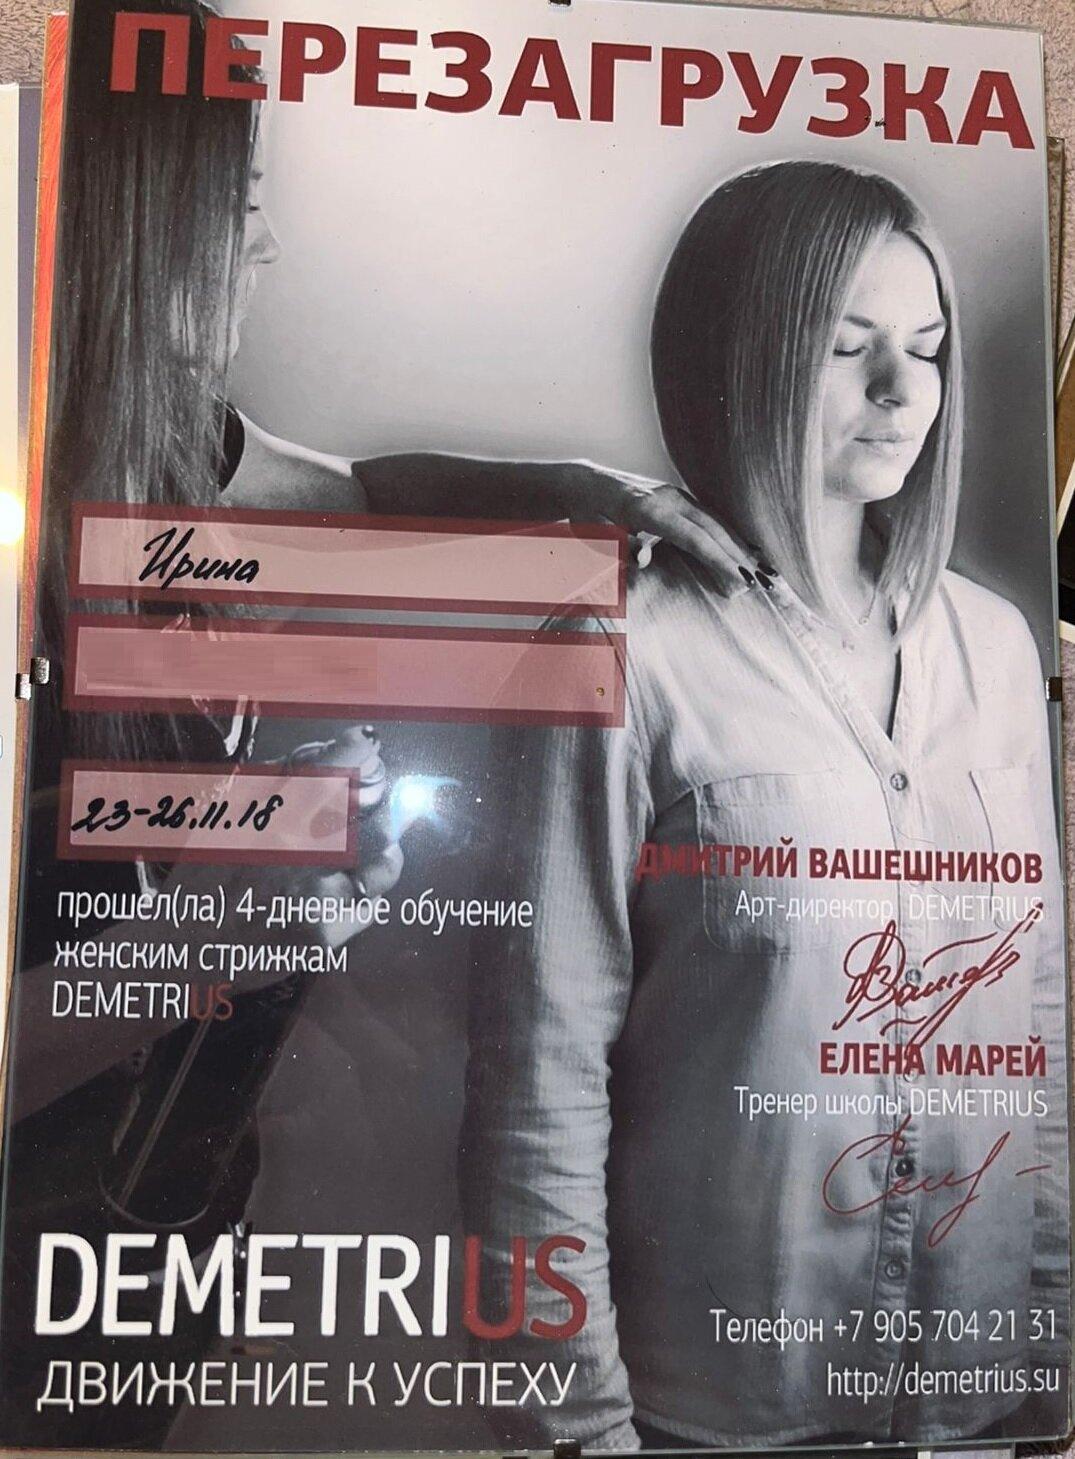 ПЕРЕЗАГРУЗКА
Ирина
23-26.11.18
прошел(ла) 4-дневное обучение
женским стрижкам
DEMETRIUS
ДМИТРИЙ ВАШЕШНИКОВ
Арт-директор DEMETRIUS
ЕЛЕНА МАРЕЙ
Тренер школы DEMETRIUS
DEMETRIUS
ДВИЖЕНИЕ К УСПЕХУ
Телефон +7 905 704 21 31
http://demetrius.su